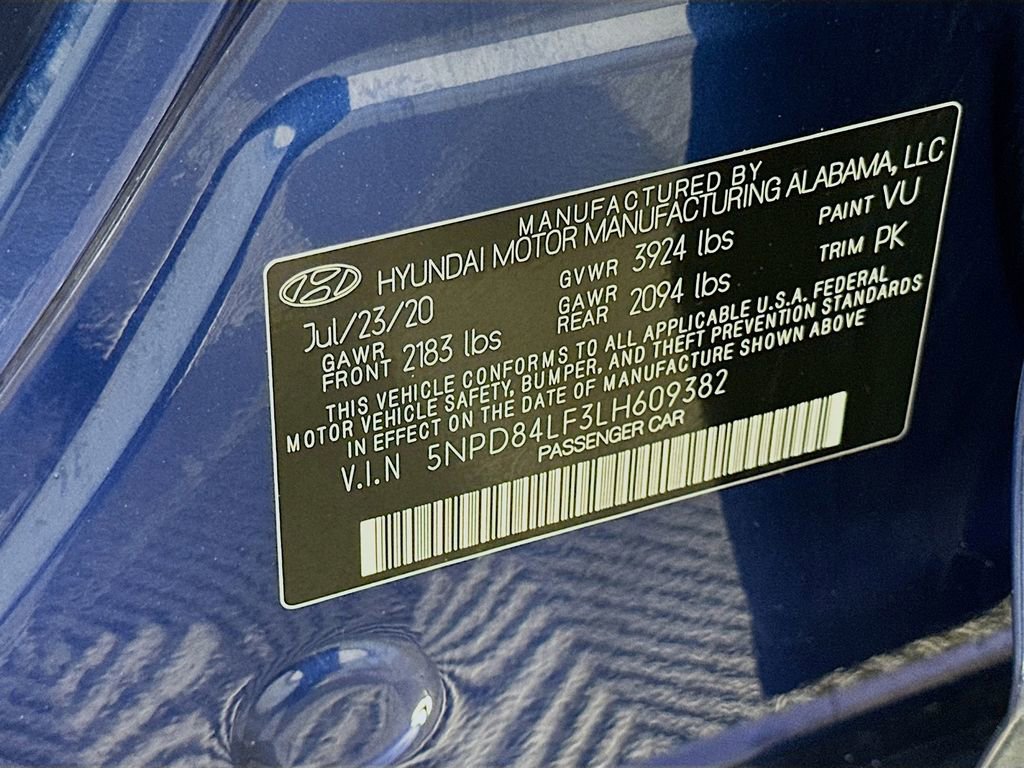 MANUFACTURED BY
HYUNDAI MOTOR MANUFACTURING ALABAMA, LLC
Jul/23/20 GVWR 3924 lbs PAINT VU
GAWR FRONT 2183 lbs GAWR REAR 2094 lbs TRIM PK
THIS VEHICLE CONFORMS TO ALL APPLICABLE U.S.A. FEDERAL
MOTOR VEHICLE SAFETY, BUMPER, AND THEFT PREVENTION STANDARDS
IN EFFECT ON THE DATE OF MANUFACTURE SHOWN ABOVE
V.I.N 5NPD84LF3LH609382
PASSENGER CAR